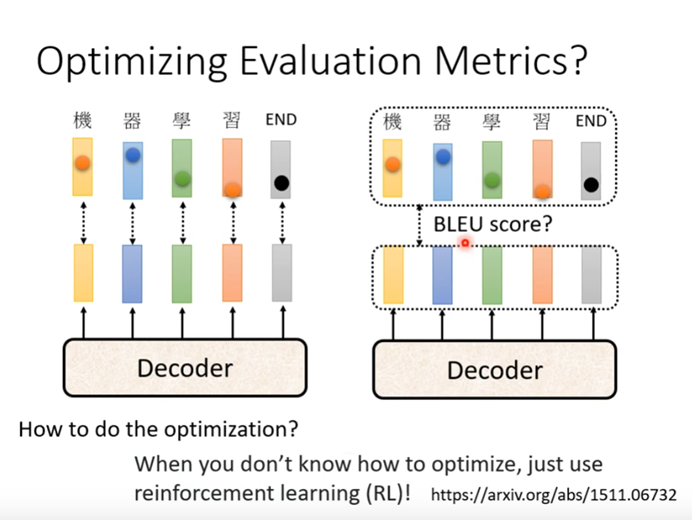 Optimizing Evaluation Metrics?
機 器 學 習 END
機 器 學 習 END
BLEU score?
Decoder
Decoder
How to do the optimization?
When you don’t know how to optimize, just use
reinforcement learning (RL)! https://arxiv.org/abs/1511.06732